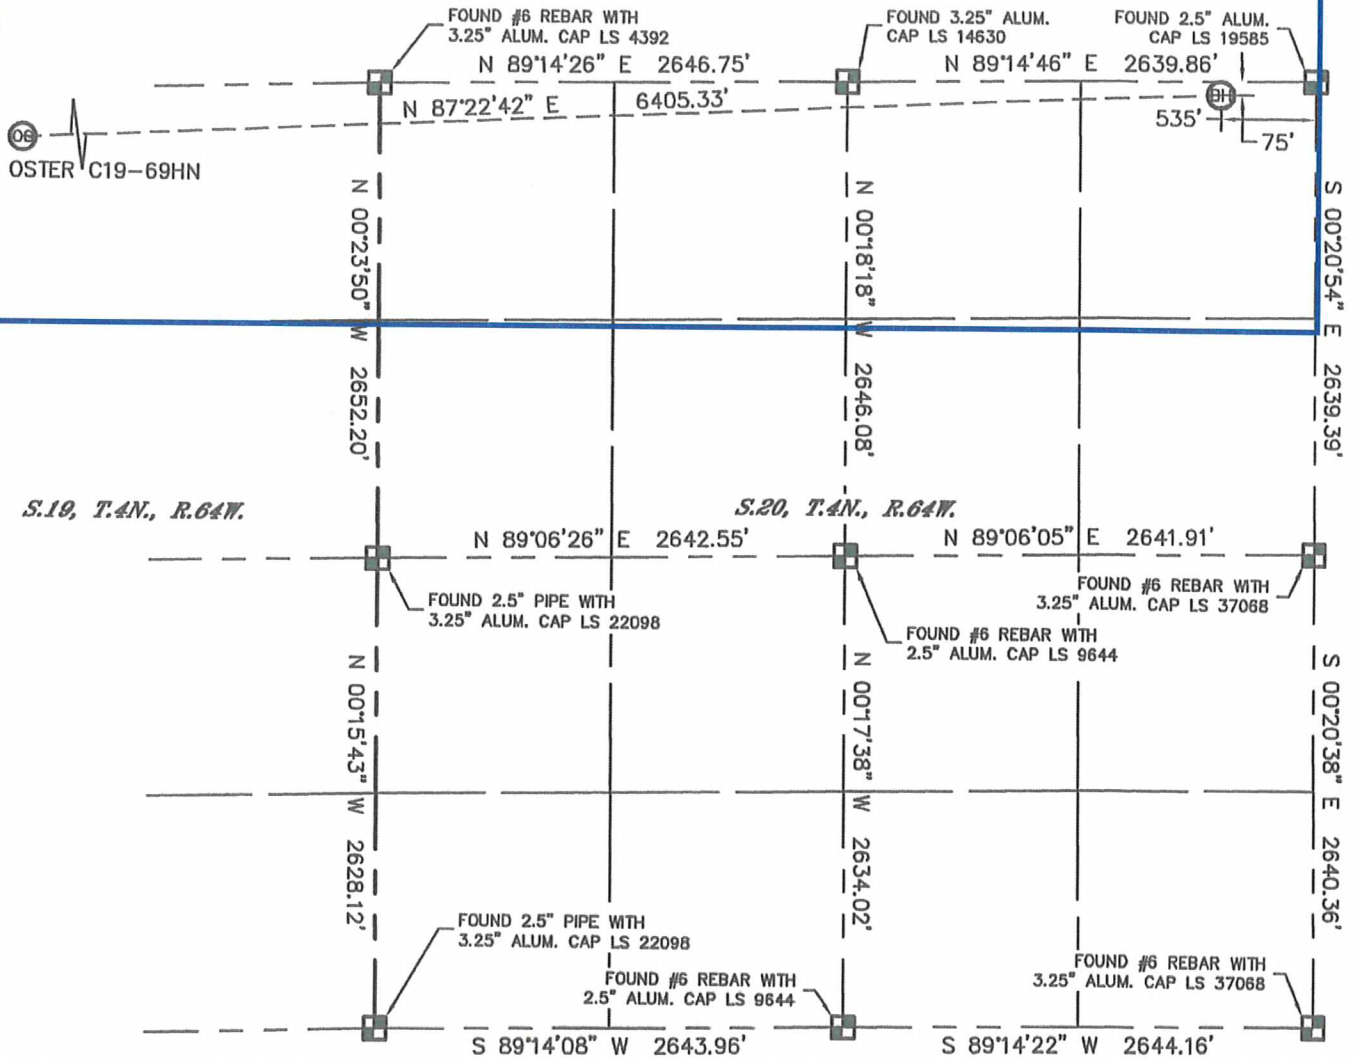 FOUND #6 REBAR WITH
3.25" ALUM. CAP LS 4392
FOUND 3.25" ALUM.
CAP LS 14630
FOUND 2.5" ALUM.
CAP LS 19585
N 89°14'26" E 2646.75'
N 89°14'46" E 2639.86'
N 87°22'42" E 6405.33'
BH
535'
75'
OSTER C19-69HN
N 00°23'50" W 2652.20'
N 00°18'18" W 2646.08'
S 00°20'54" E 2639.39'
S.19, T.4N., R.64W.
S.20, T.4N., R.64W.
N 89°06'26" E 2642.55'
N 89°06'05" E 2641.91'
FOUND 2.5" PIPE WITH
3.25" ALUM. CAP LS 22098
FOUND #6 REBAR WITH
3.25" ALUM. CAP LS 37068
FOUND #6 REBAR WITH
2.5" ALUM. CAP LS 9644
N 00°15'43" W 2628.12'
N 00°17'38" W 2634.02'
S 00°20'38" E 2640.36'
FOUND 2.5" PIPE WITH
3.25" ALUM. CAP LS 22098
FOUND #6 REBAR WITH
2.5" ALUM. CAP LS 9644
FOUND #6 REBAR WITH
3.25" ALUM. CAP LS 37068
S 89°14'08" W 2643.96'
S 89°14'22" W 2644.16'